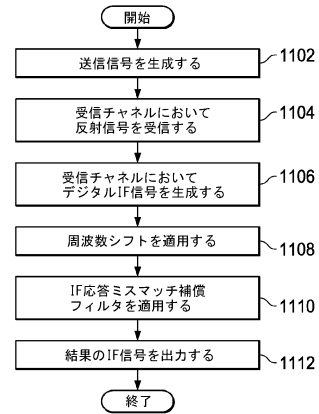 開始
送信信号を生成する
1102
受信チャネルにおいて
反射信号を受信する
1104
受信チャネルにおいて
デジタルIF信号を生成する
1106
周波数シフトを適用する
1108
IF応答ミスマッチ補償
フィルタを適用する
1110
結果のIF信号を出力する
1112
終了